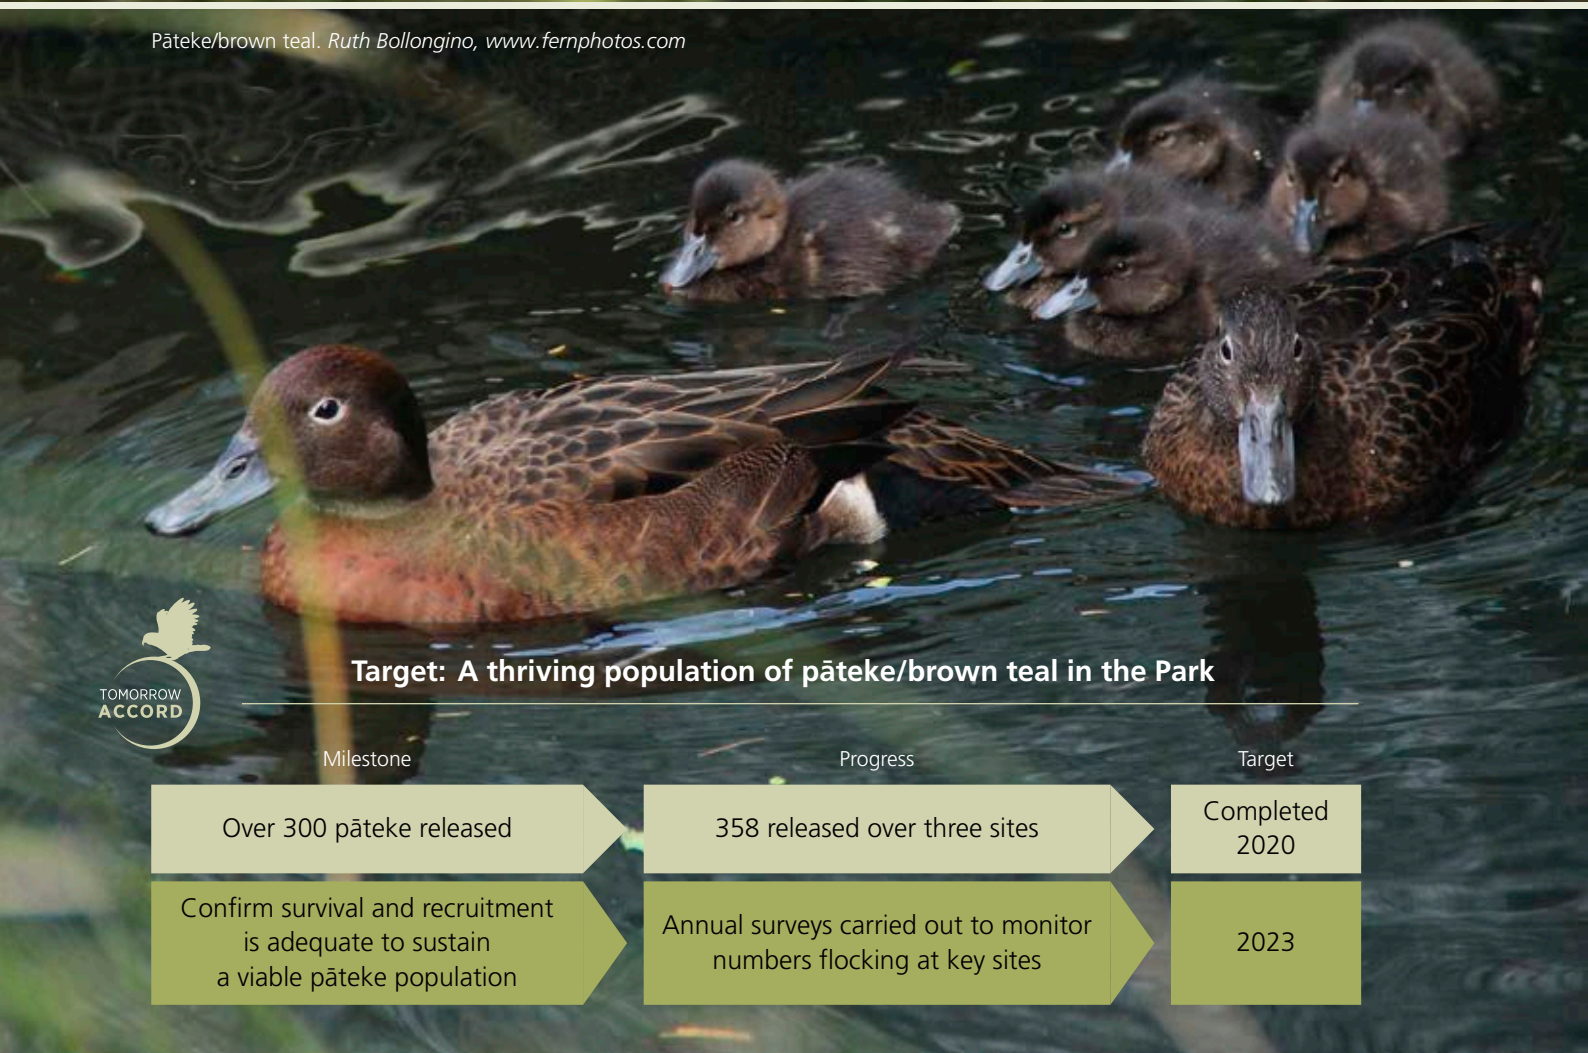 Pāteke/brown teal. Ruth Bollongino, www.fernphotos.com
TOMORROW
ACCORD
Target: A thriving population of pāteke/brown teal in the Park
Milestone
Progress
Target
Over 300 pāteke released
358 released over three sites
Completed
2020
Confirm survival and recruitment
is adequate to sustain
a viable pāteke population
Annual surveys carried out to monitor
numbers flocking at key sites
2023